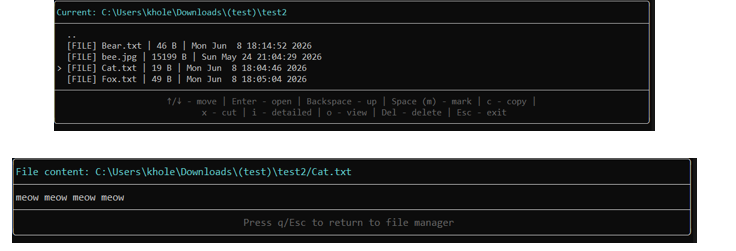 Current: C:\Users\khole\Downloads\(test)\test2
..
[FILE] Bear.txt | 46 B | Mon Jun  8 18:14:52 2026
[FILE] bee.jpg | 15199 B | Sun May 24 21:04:29 2026
> [FILE] Cat.txt | 19 B | Mon Jun  8 18:04:46 2026
[FILE] Fox.txt | 49 B | Mon Jun  8 18:05:04 2026
↑/↓ - move | Enter - open | Backspace - up | Space (m) - mark | c - copy |
x - cut | i - detailed | o - view | Del - delete | Esc - exit
File content: C:\Users\khole\Downloads\(test)\test2/Cat.txt
meow meow meow meow
Press q/Esc to return to file manager